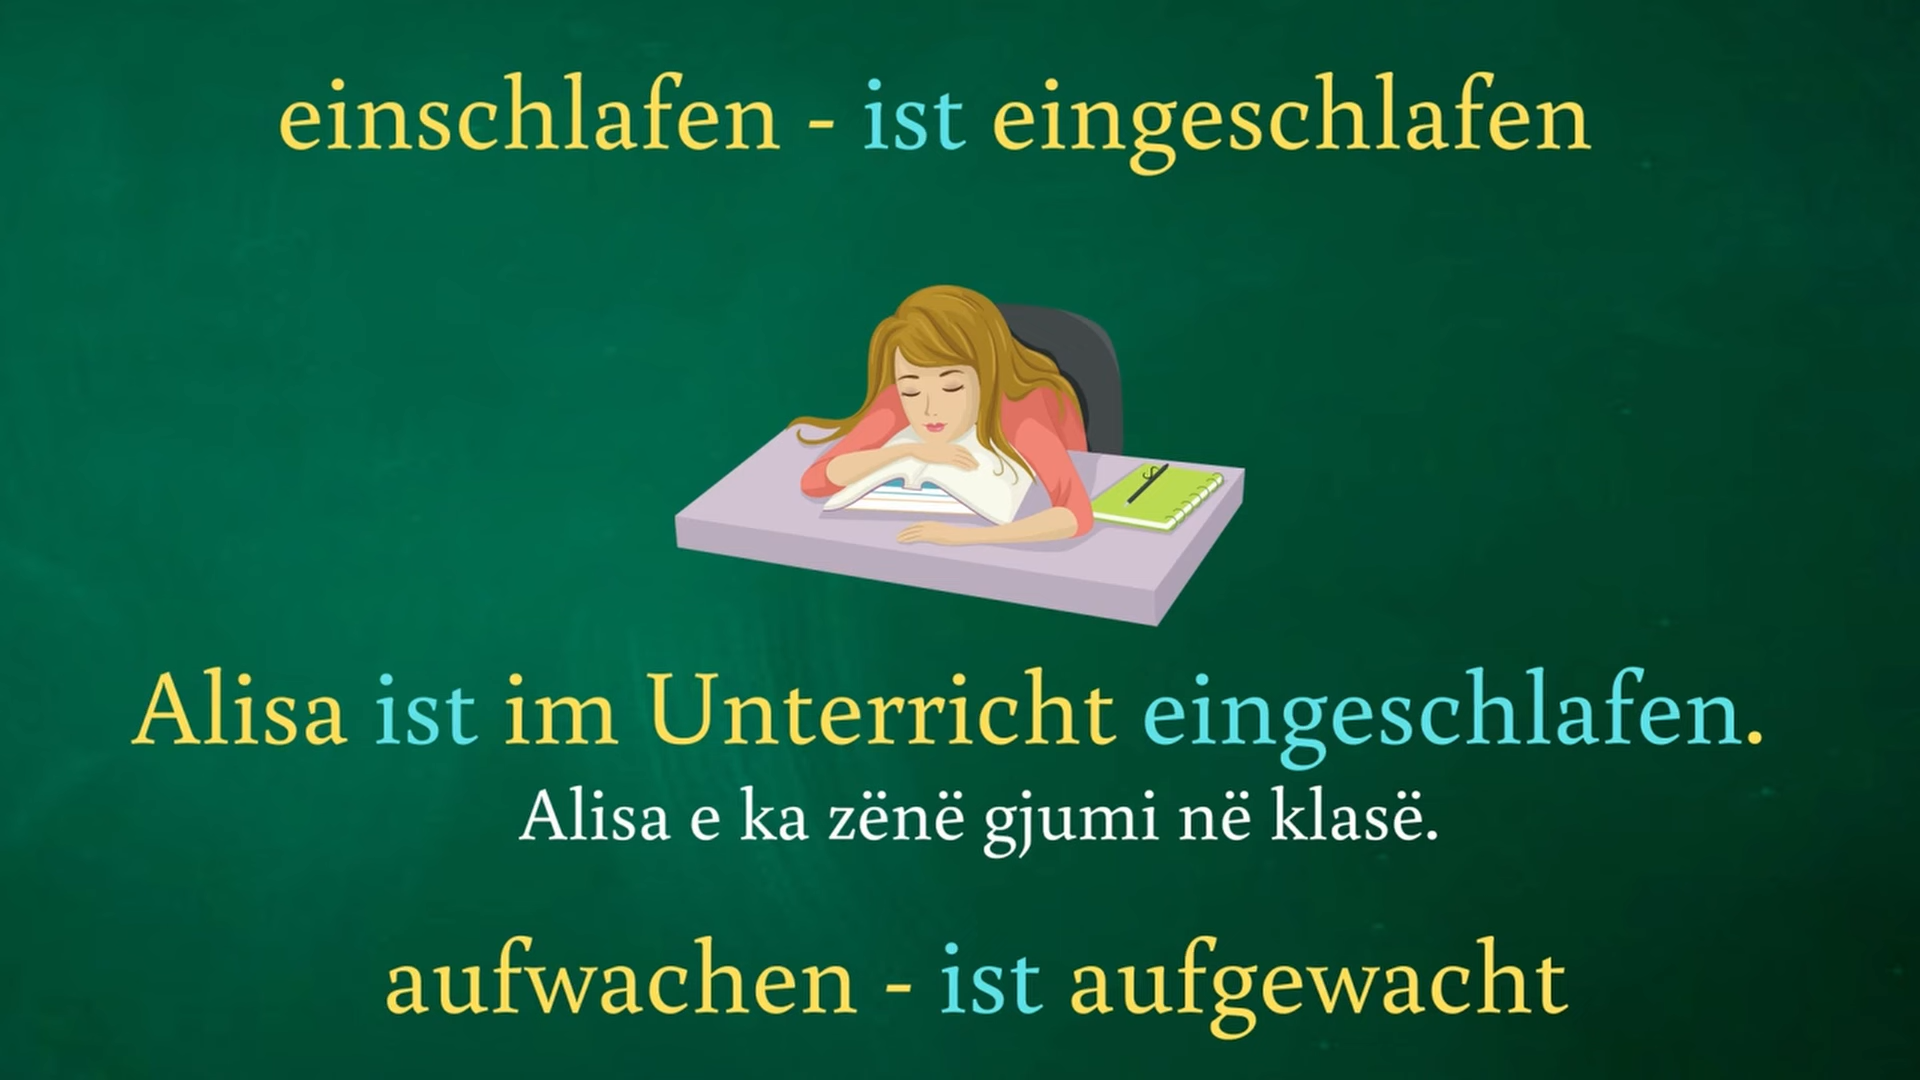 einschlafen - ist eingeschlafen
Alisa ist im Unterricht eingeschlafen.
Alisa e ka zënë gjumi në klasë.
aufwachen - ist aufgewacht